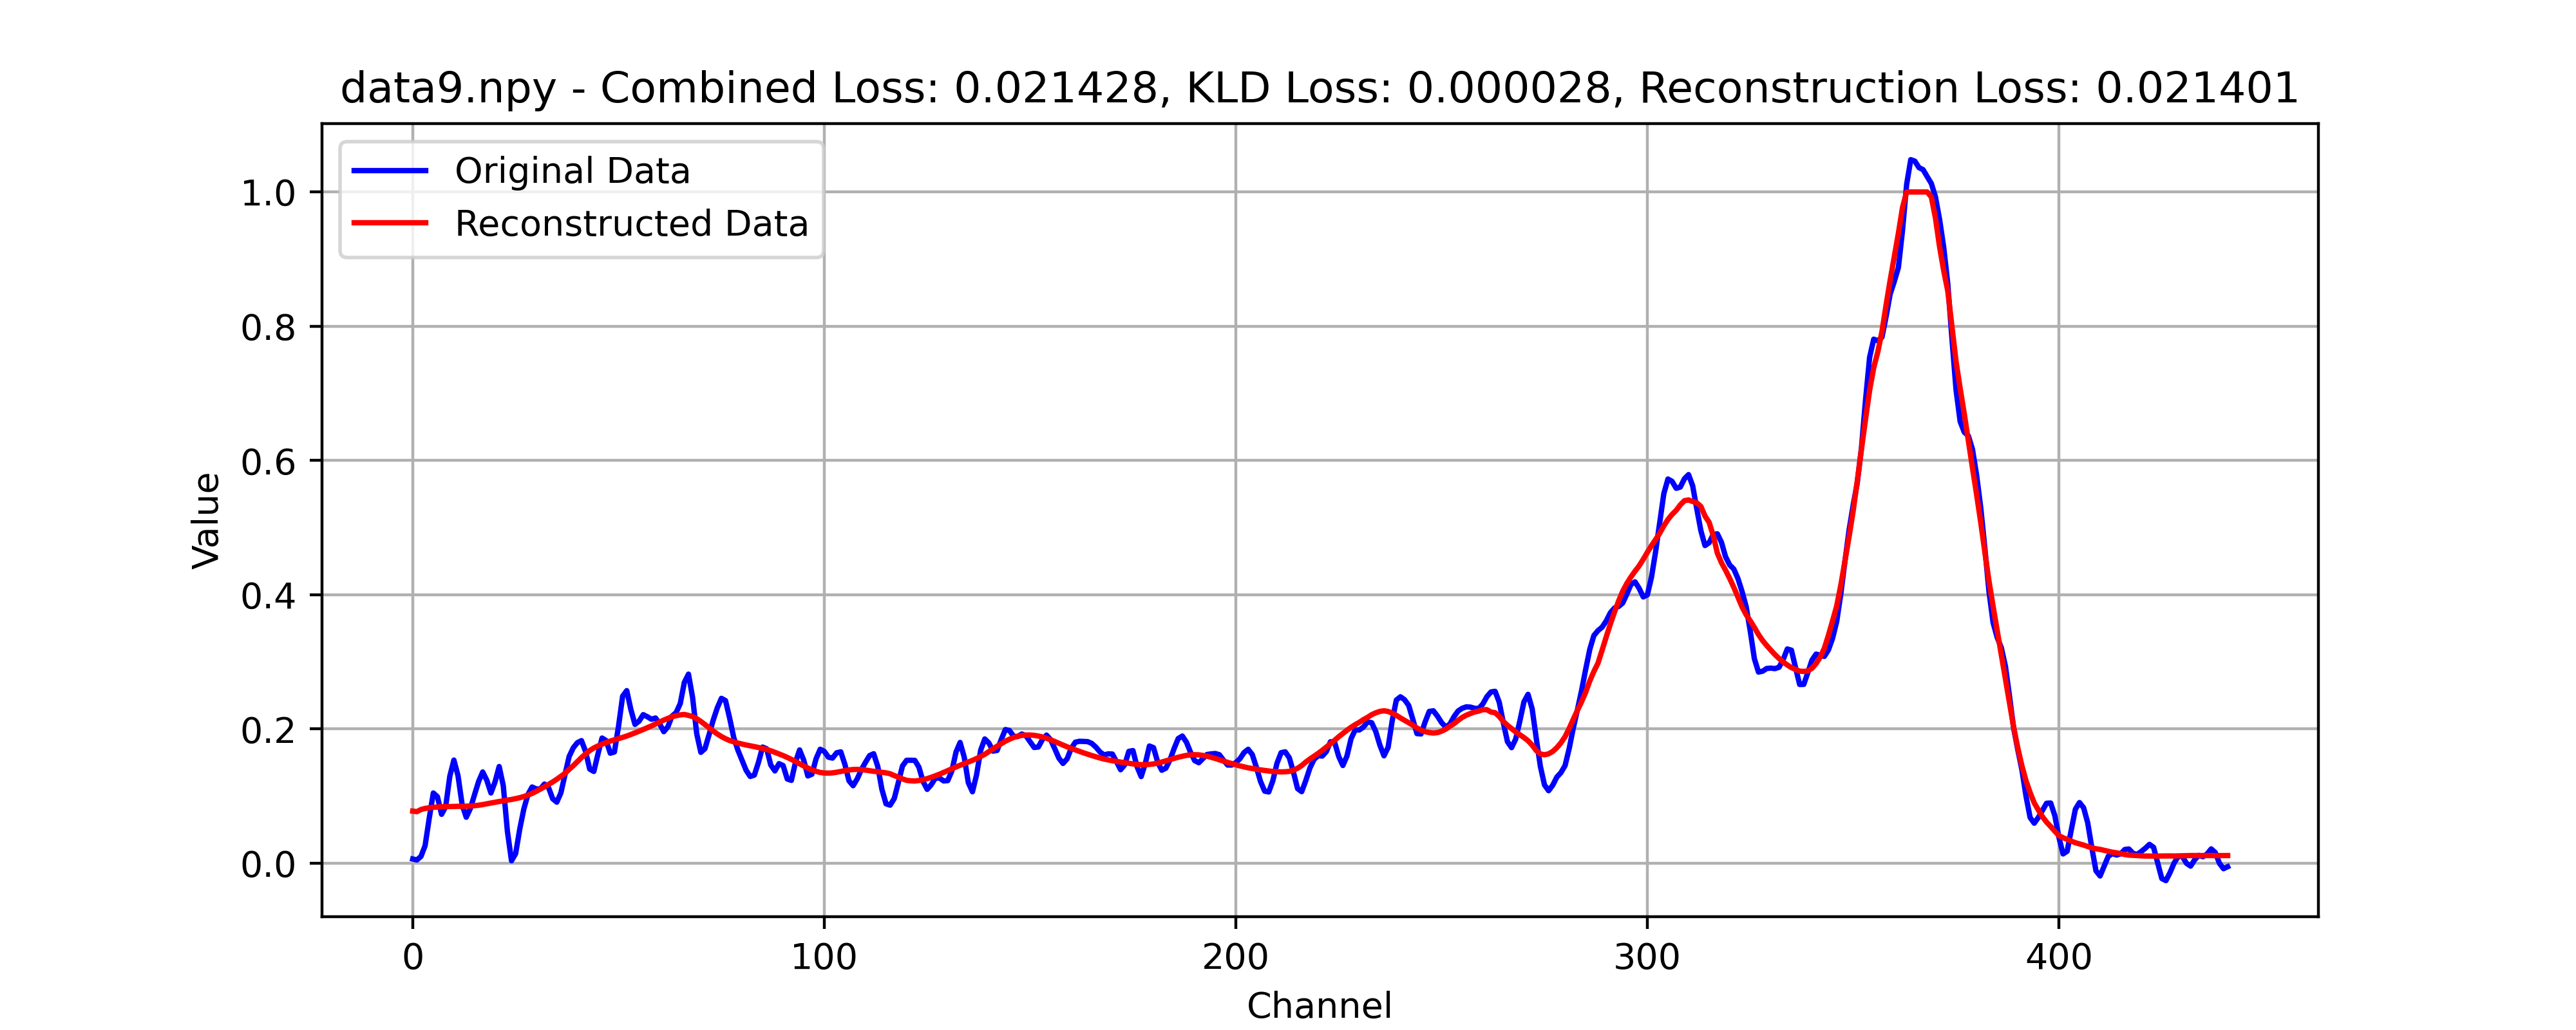 data9.npy - Combined Loss: 0.021428, KLD Loss: 0.000028, Reconstruction Loss: 0.021401
Original Data
Reconstructed Data
1.0
0.8
0.6
0.4
0.2
0.0
Value
0 100 200 300 400
Channel